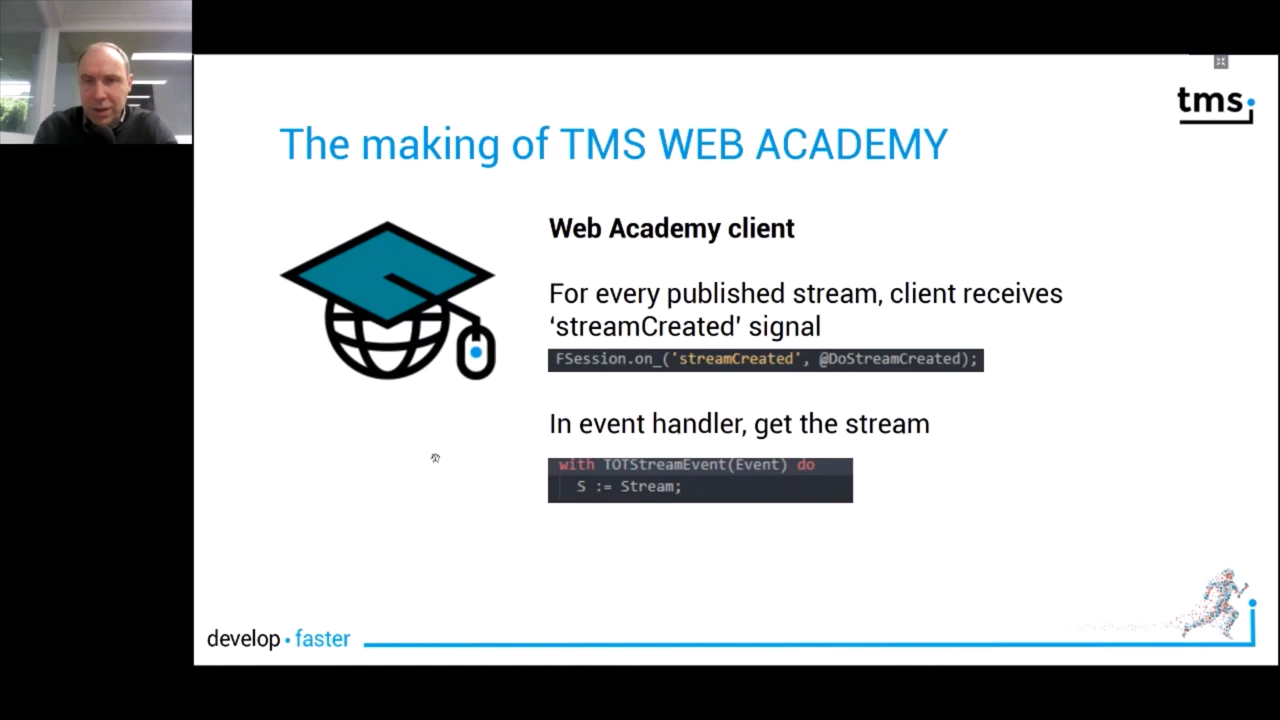 tms.
The making of TMS WEB ACADEMY
Web Academy client
For every published stream, client receives
‘streamCreated’ signal
FSession.on_('streamCreated', @DoStreamCreated);
In event handler, get the stream
with TOTStreamEvent(Event) do
S := Stream;
develop • faster